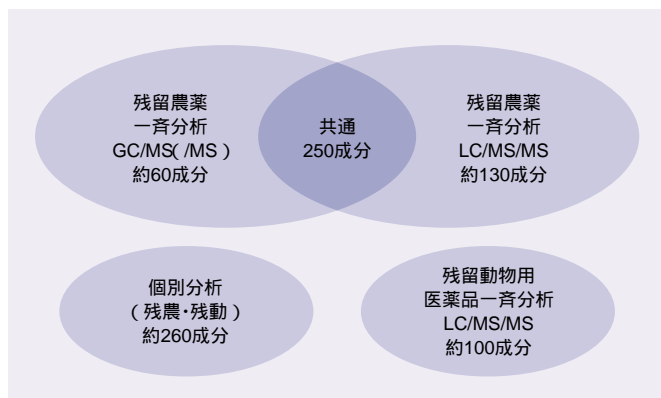 残留農薬
一斉分析
GC/MS( /MS )
約60成分
共通
250成分
残留農薬
一斉分析
LC/MS/MS
約130成分
個別分析
( 残農・残動 )
約260成分
残留動物用
医薬品一斉分析
LC/MS/MS
約100成分